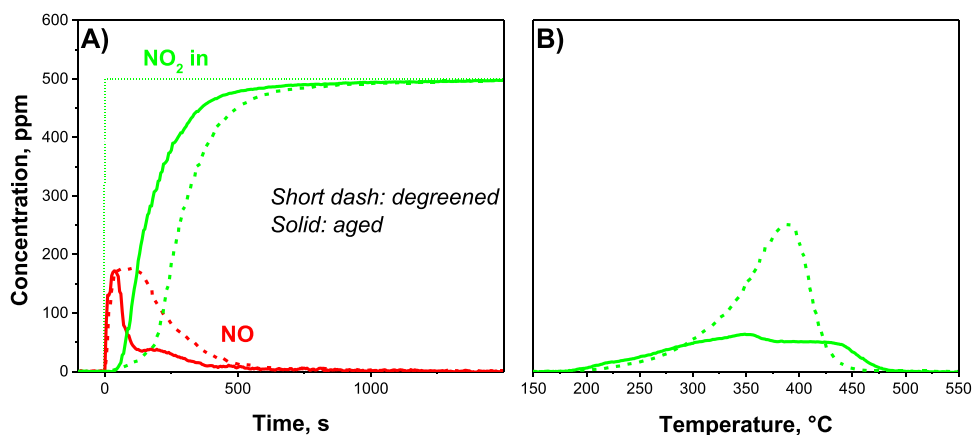 A)
B)
NO₂ in
Short dash: degreened
Solid: aged
NO
Concentration, ppm
600
500
400
300
200
100
0
0
500
1000
Time, s
150
200
250
300
350
400
450
500
550
Temperature, °C